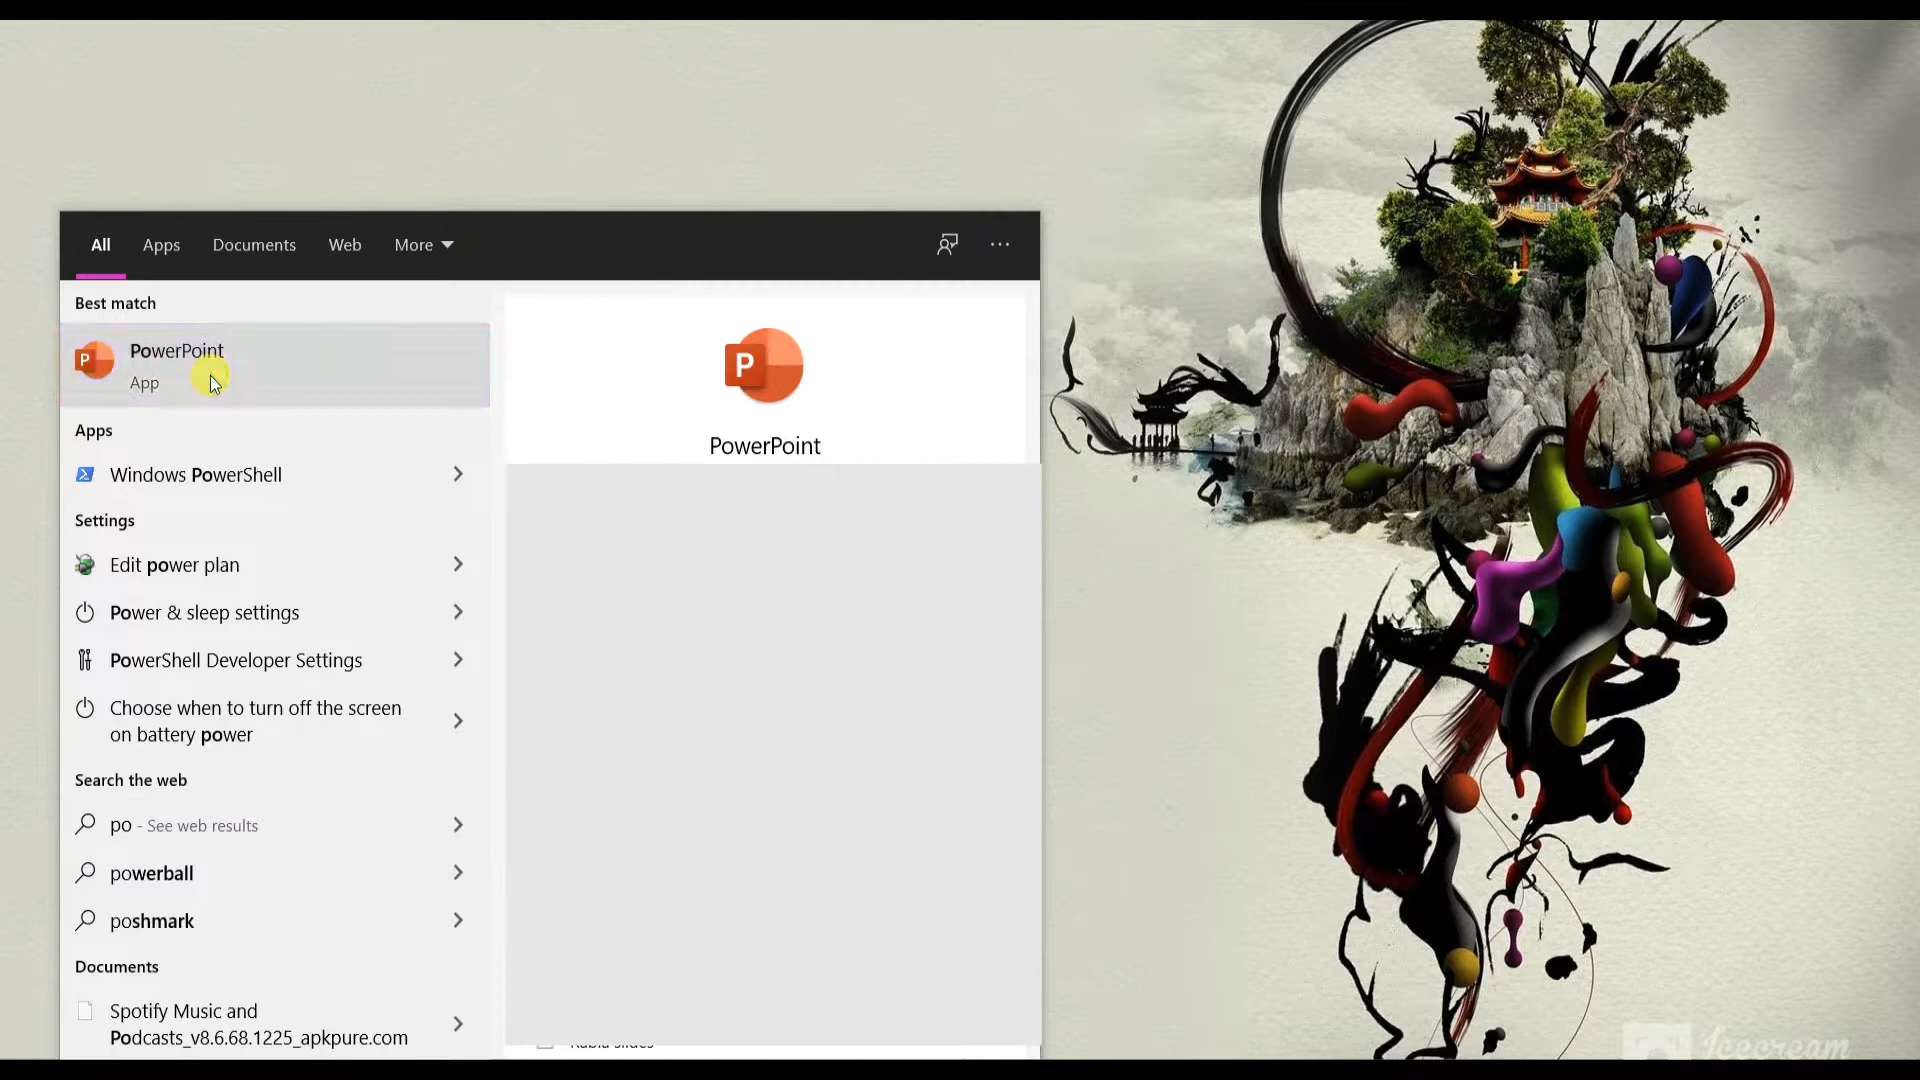 All Apps Documents Web More
Best match
PowerPoint
App
Apps
Windows PowerShell
Settings
Edit power plan
Power & sleep settings
PowerShell Developer Settings
Choose when to turn off the screen
on battery power
Search the web
po - See web results
powerball
poshmark
Documents
Spotify Music and
Podcasts_v8.6.68.1225_apkpure.com
P
PowerPoint
Icecream